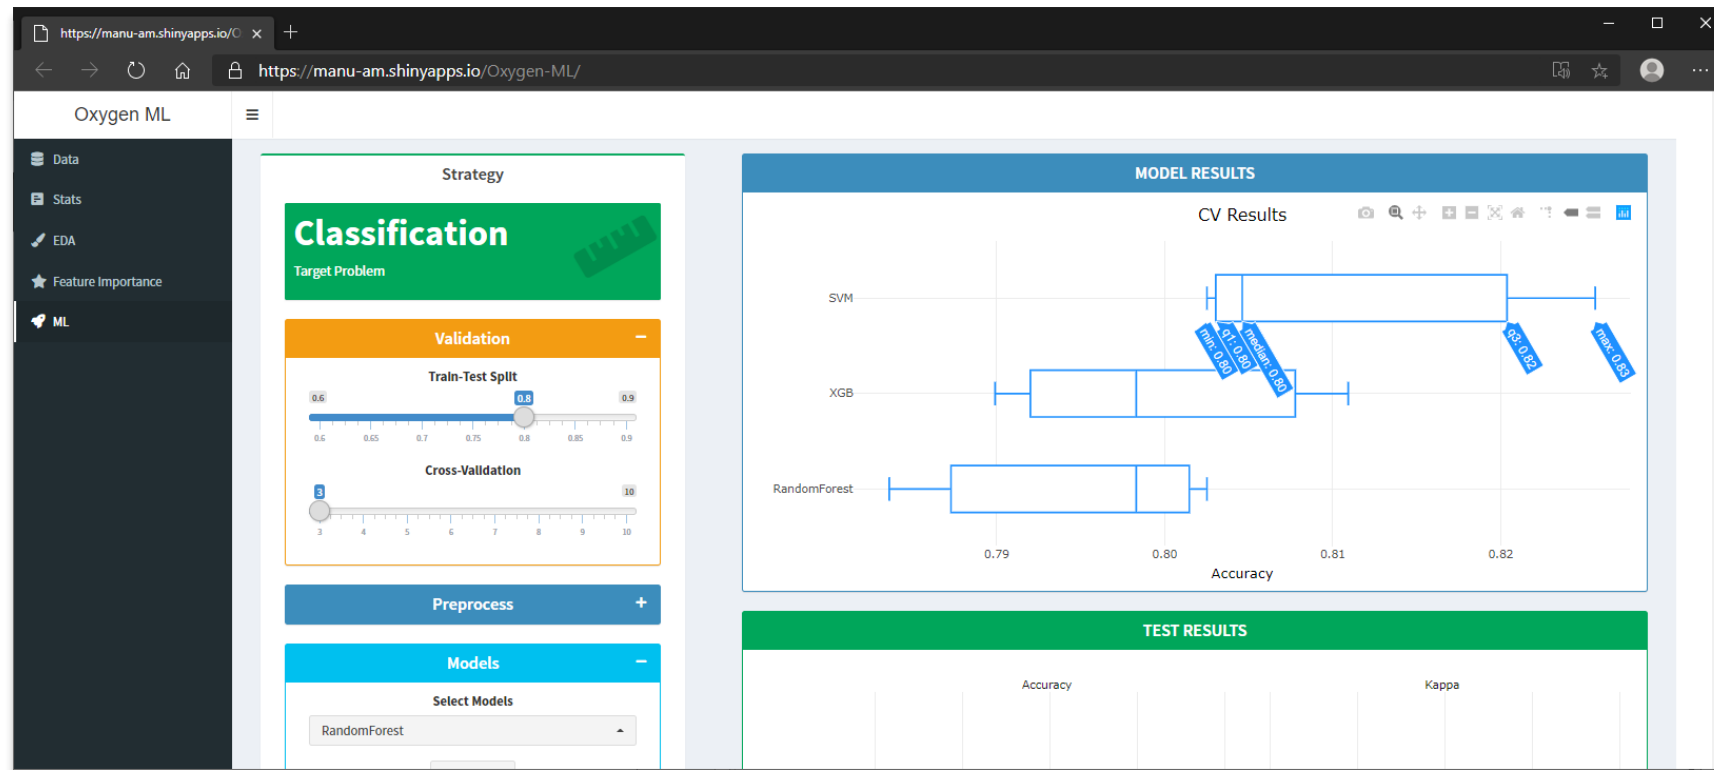 https://manu-am.shinyapps.io/O
https://manu-am.shinyapps.io/Oxygen-ML/
Oxygen ML
Data
Stats
EDA
Feature Importance
ML
Strategy
Classification
Target Problem
Validation
Train-Test Split
0.6 0.8 0.9
0.6 0.65 0.7 0.75 0.8 0.85 0.9
Cross-Validation
3 10
3 4 5 6 7 8 9 10
Preprocess
Models
Select Models
RandomForest
MODEL RESULTS
CV Results
SVM
min: 0.80
q1: 0.80
median: 0.80
q3: 0.82
max: 0.83
XGB
RandomForest
0.79 0.80 0.81 0.82
Accuracy
TEST RESULTS
Accuracy Kappa